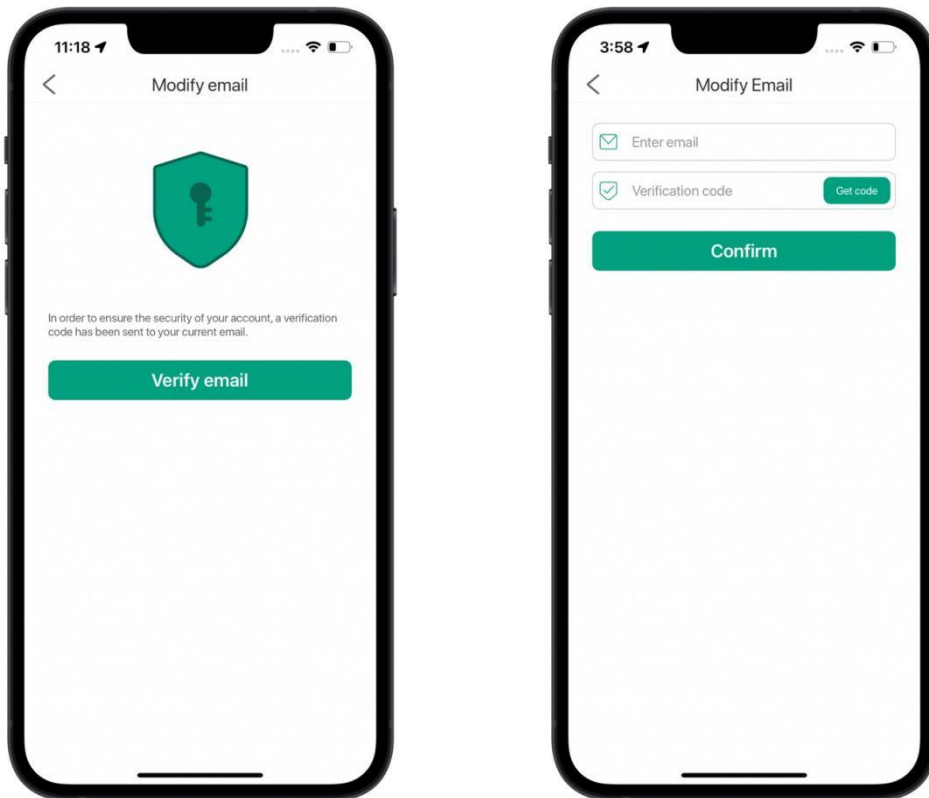 11:18
Modify email
In order to ensure the security of your account, a verification
code has been sent to your current email.
Verify email
3:58
Modify Email
Enter email
Verification code
Get code
Confirm